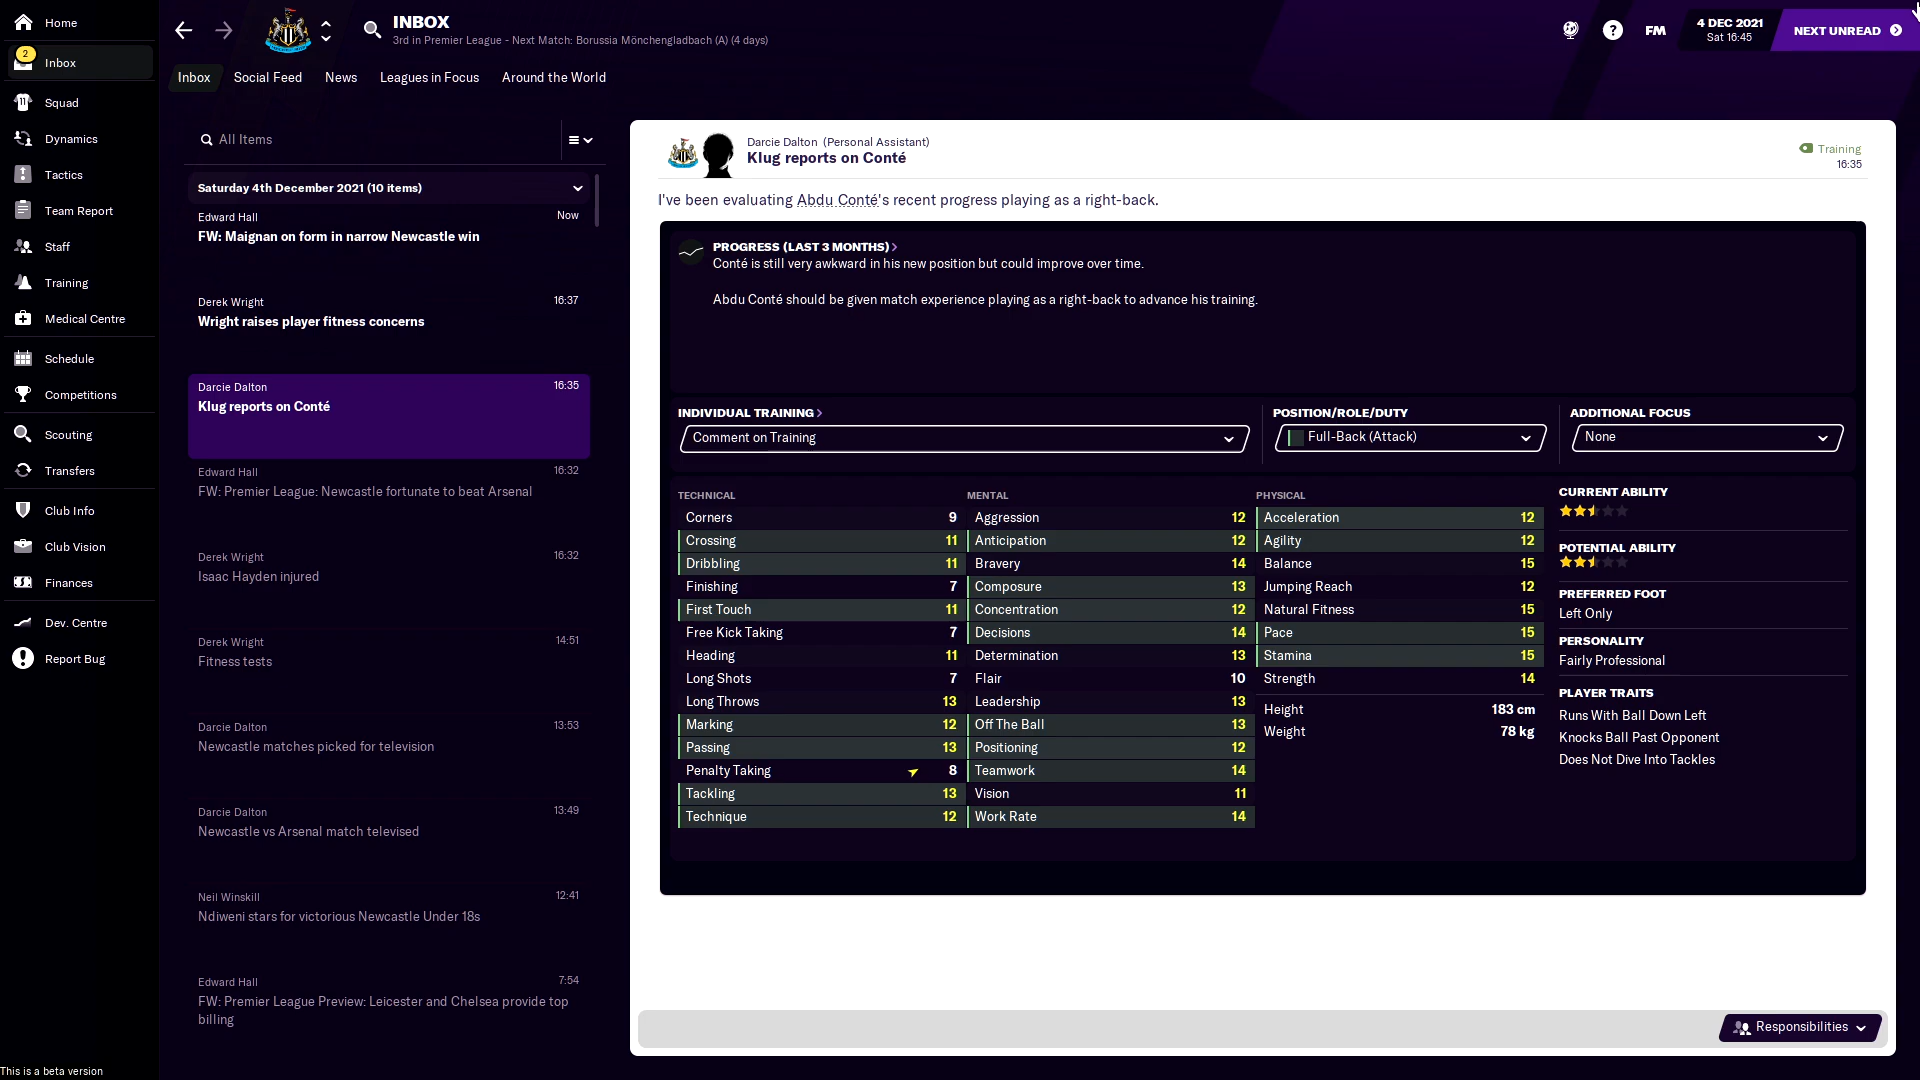 Home
2
Inbox
Squad
Dynamics
Tactics
Team Report
Staff
Training
Medical Centre
Schedule
Competitions
Scouting
Transfers
Club Info
Club Vision
Finances
Dev. Centre
Report Bug
This is a beta version
INBOX
3rd in Premier League - Next Match: Borussia Mönchengladbach (A) (4 days)
?
FM
4 DEC 2021
Sat 16:45
NEXT UNREAD
Inbox Social Feed News Leagues in Focus Around the World
All Items
Saturday 4th December 2021 (10 items)
Edward Hall Now
FW: Maignan on form in narrow Newcastle win
Derek Wright 16:37
Wright raises player fitness concerns
Darcie Dalton 16:35
Klug reports on Conté
Edward Hall 16:32
FW: Premier League: Newcastle fortunate to beat Arsenal
Derek Wright 16:32
Isaac Hayden injured
Derek Wright 14:51
Fitness tests
Darcie Dalton 13:53
Newcastle matches picked for television
Darcie Dalton 13:49
Newcastle vs Arsenal match televised
Neil Winskill 12:41
Ndiweni stars for victorious Newcastle Under 18s
Edward Hall 7:54
FW: Premier League Preview: Leicester and Chelsea provide top
billing
Darcie Dalton (Personal Assistant)
Klug reports on Conté
Training
16:35
I've been evaluating Abdu Conté's recent progress playing as a right-back.
PROGRESS (LAST 3 MONTHS)
Conté is still very awkward in his new position but could improve over time.
Abdu Conté should be given match experience playing as a right-back to advance his training.
INDIVIDUAL TRAINING
Comment on Training
POSITION/ROLE/DUTY
Full-Back (Attack)
ADDITIONAL FOCUS
None
TECHNICAL
Corners 9
Crossing 11
Dribbling 11
Finishing 7
First Touch 11
Free Kick Taking 7
Heading 11
Long Shots 7
Long Throws 13
Marking 12
Passing 13
Penalty Taking 8
Tackling 13
Technique 12
MENTAL
Aggression 12
Anticipation 12
Bravery 14
Composure 13
Concentration 12
Decisions 14
Determination 13
Flair 10
Leadership 13
Off The Ball 13
Positioning 12
Teamwork 14
Vision 11
Work Rate 14
PHYSICAL
Acceleration 12
Agility 12
Balance 15
Jumping Reach 12
Natural Fitness 15
Pace 15
Stamina 15
Strength 14
Height 183 cm
Weight 78 kg
CURRENT ABILITY
POTENTIAL ABILITY
PREFERRED FOOT
Left Only
PERSONALITY
Fairly Professional
PLAYER TRAITS
Runs With Ball Down Left
Knocks Ball Past Opponent
Does Not Dive Into Tackles
Responsibilities